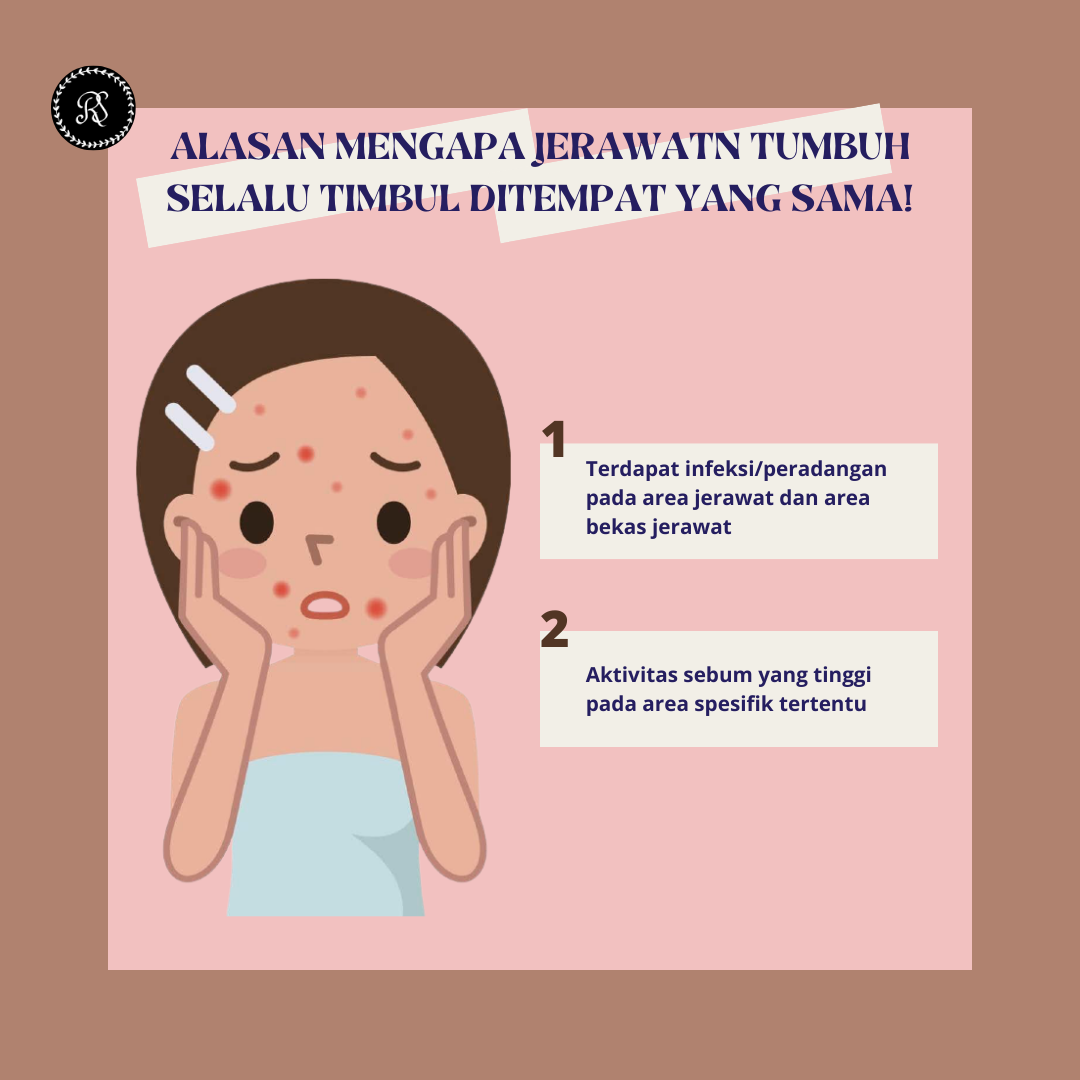 RS
ALASAN MENGAPA JERAWATN TUMBUH
SELALU TIMBUL DITEMPAT YANG SAMA!
1
Terdapat infeksi/peradangan
pada area jerawat dan area
bekas jerawat
2
Aktivitas sebum yang tinggi
pada area spesifik tertentu